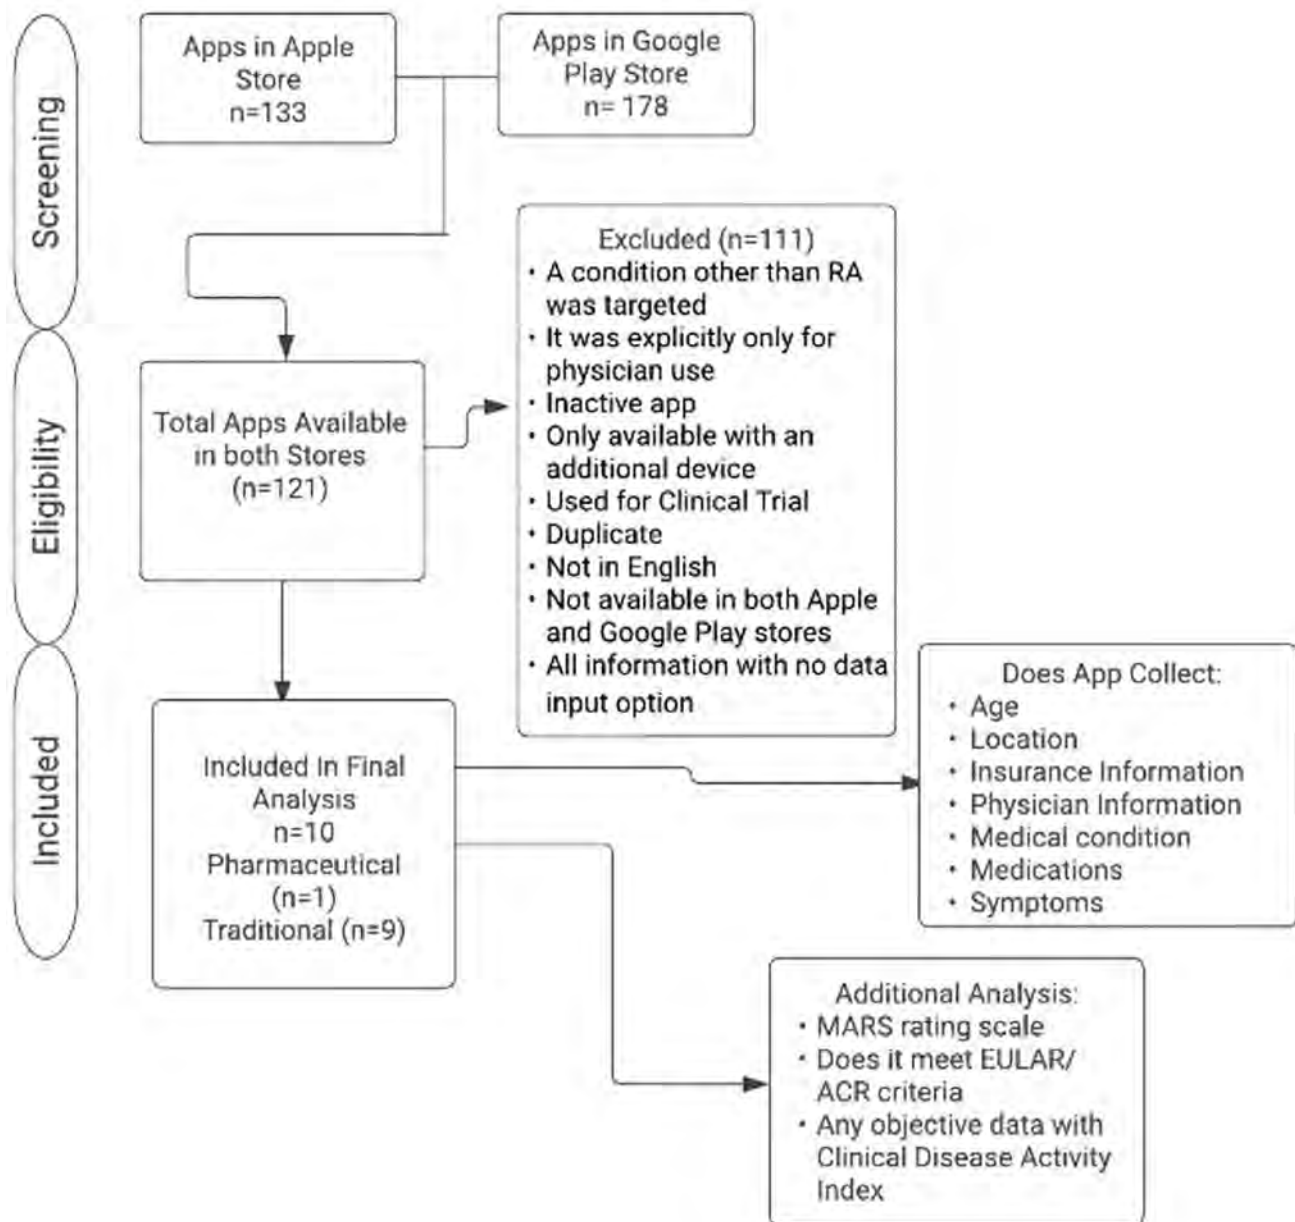 Screening
Apps in Apple
Store
n=133
Apps in Google
Play Store
n= 178
Eligibility
Total Apps Available
in both Stores
(n=121)
Excluded (n=111)
• A condition other than RA
was targeted
• It was explicitly only for
physician use
• Inactive app
• Only available with an
additional device
• Used for Clinical Trial
• Duplicate
• Not in English
• Not available in both Apple
and Google Play stores
• All information with no data
input option
Included
Included In Final
Analysis
n=10
Pharmaceutical
(n=1)
Traditional (n=9)
Does App Collect:
• Age
• Location
• Insurance Information
• Physician Information
• Medical condition
• Medications
• Symptoms
Additional Analysis:
• MARS rating scale
• Does it meet EULAR/
ACR criteria
• Any objective data with
Clinical Disease Activity
Index